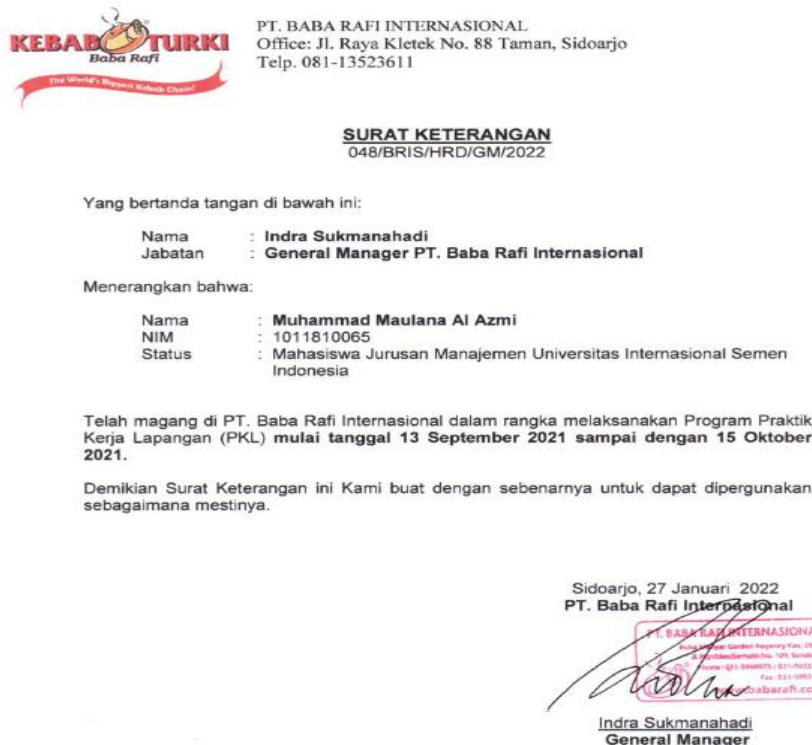 KEBAB TURKI
Baba Rafi
The World's Biggest Kebab Chain!
PT. BABA RAFI INTERNASIONAL
Office: Jl. Raya Kletek No. 88 Taman, Sidoarjo
Telp. 081-13523611
SURAT KETERANGAN
048/BRIS/HRD/GM/2022
Yang bertanda tangan di bawah ini:
Nama : Indra Sukmanahadi
Jabatan : General Manager PT. Baba Rafi Internasional
Menerangkan bahwa:
Nama : Muhammad Maulana Al Azmi
NIM : 1011810065
Status : Mahasiswa Jurusan Manajemen Universitas Internasional Semen
Indonesia
Telah magang di PT. Baba Rafi Internasional dalam rangka melaksanakan Program Praktik
Kerja Lapangan (PKL) mulai tanggal 13 September 2021 sampai dengan 15 Oktober
2021.
Demikian Surat Keterangan ini Kami buat dengan sebenarnya untuk dapat dipergunakan
sebagaimana mestinya.
Sidoarjo, 27 Januari 2022
PT. Baba Rafi Internasional
PT. BABA RAFI INTERNASIONA
Indra Sukmanahadi
General Manager